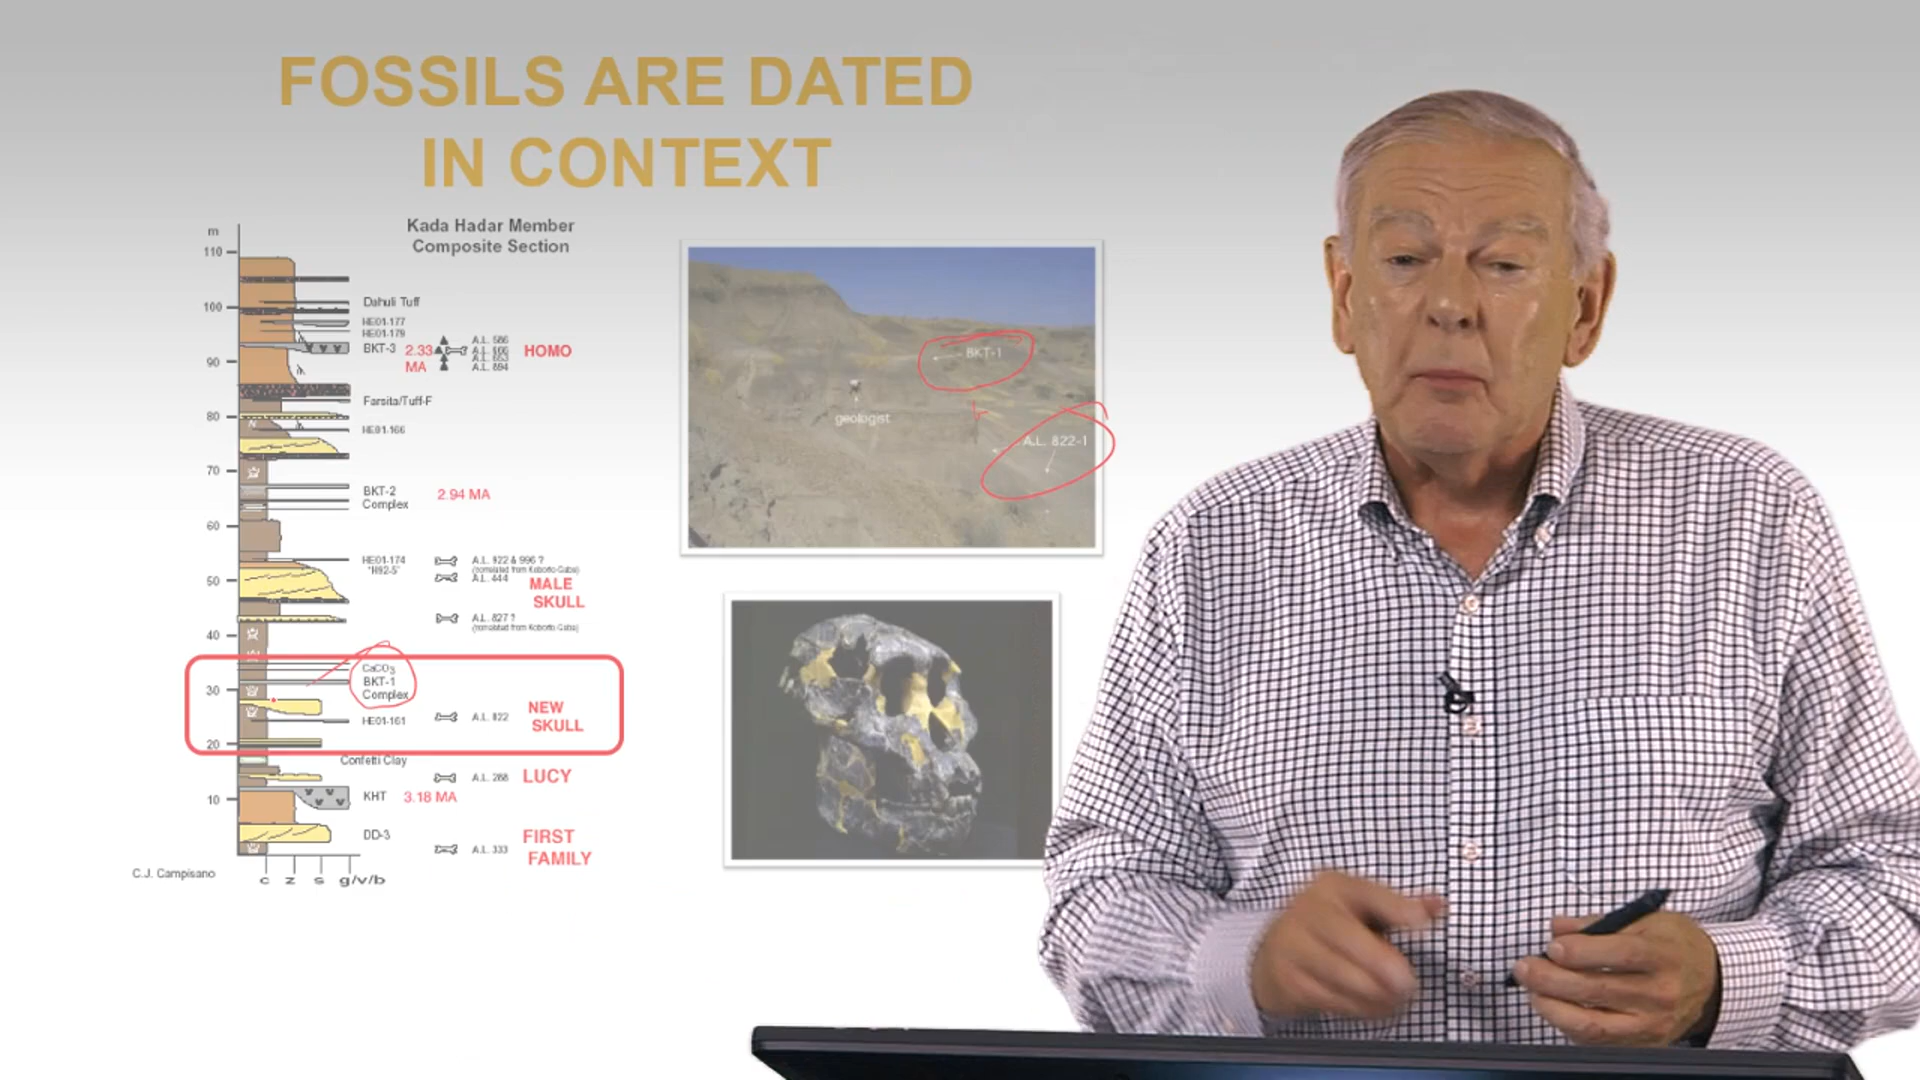 FOSSILS ARE DATED
IN CONTEXT
Kada Hadar Member
Composite Section
m
110
100
90
80
70
60
50
40
30
20
10
Dahuli Tuff
HE01-177
HE01-179
BKT-3
2.33
MA
A.L. 666
A.L. 894
HOMO
Farsita/Tuff-F
HE01-166
BKT-2
Complex
2.94 MA
HE01-174
A.L. 444
MALE
SKULL
A.L. 827 ?
CaCO3
BKT-1
Complex
HE01-161
A.L. 822
NEW
SKULL
Confetti Clay
A.L. 288
LUCY
KHT
3.18 MA
DD-3
A.L. 333
FIRST
FAMILY
C.J. Campisano
c z s g/v/b
BKT-1
geologist
A.L. 822-1